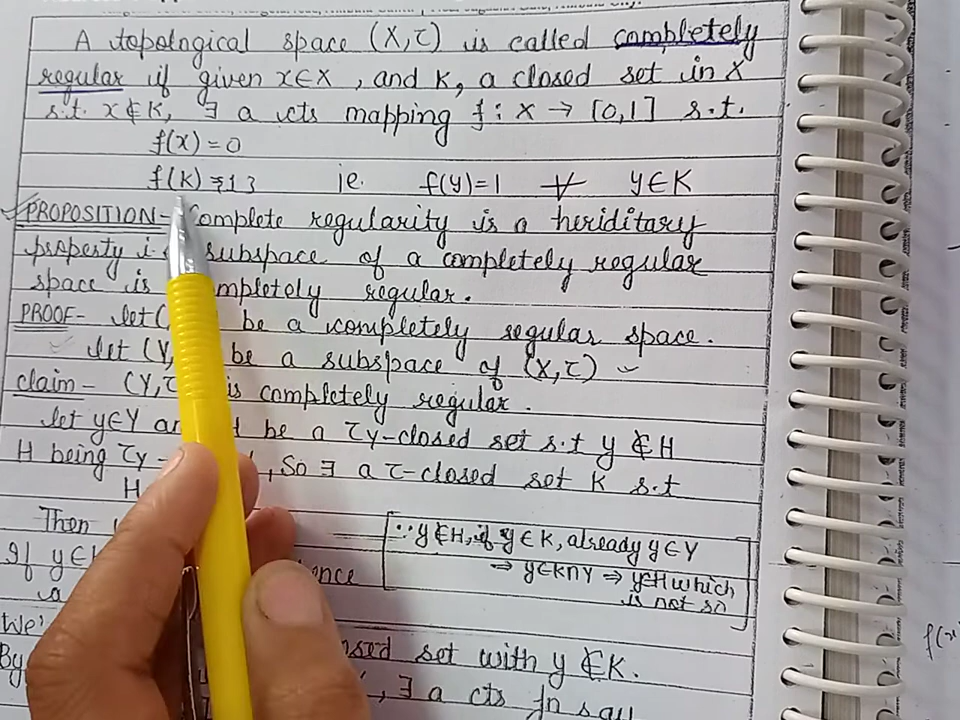 A topological space (X,τ) is called completely
regular if given x∈X, and K, a closed set in X
s.t. x∉K, ∃ a cts mapping f: X → [0,1] s.t.
f(x)=0
f(K)={1} ie. f(y)=1 ∀ y∈K
PROPOSITION- Complete regularity is a heriditary
property i. subspace of a completely regular
space is completely regular.
PROOF- let ( be a completely regular space.
let (Y, be a subspace of (X,τ)
claim- (Y,τ is completely regular.
let y∈Y an be a τy-closed set s.t y∉H
H being τy- , So ∃ a τ-closed set K s.t
H
Then
∵ y∉H, if y∈K, already y∈Y
If y∈ ence
⇒ y∈K∩Y ⇒ y∈H which
is not so
We
By sed set with y∉K.
, ∃ a cts fn say
f(x)